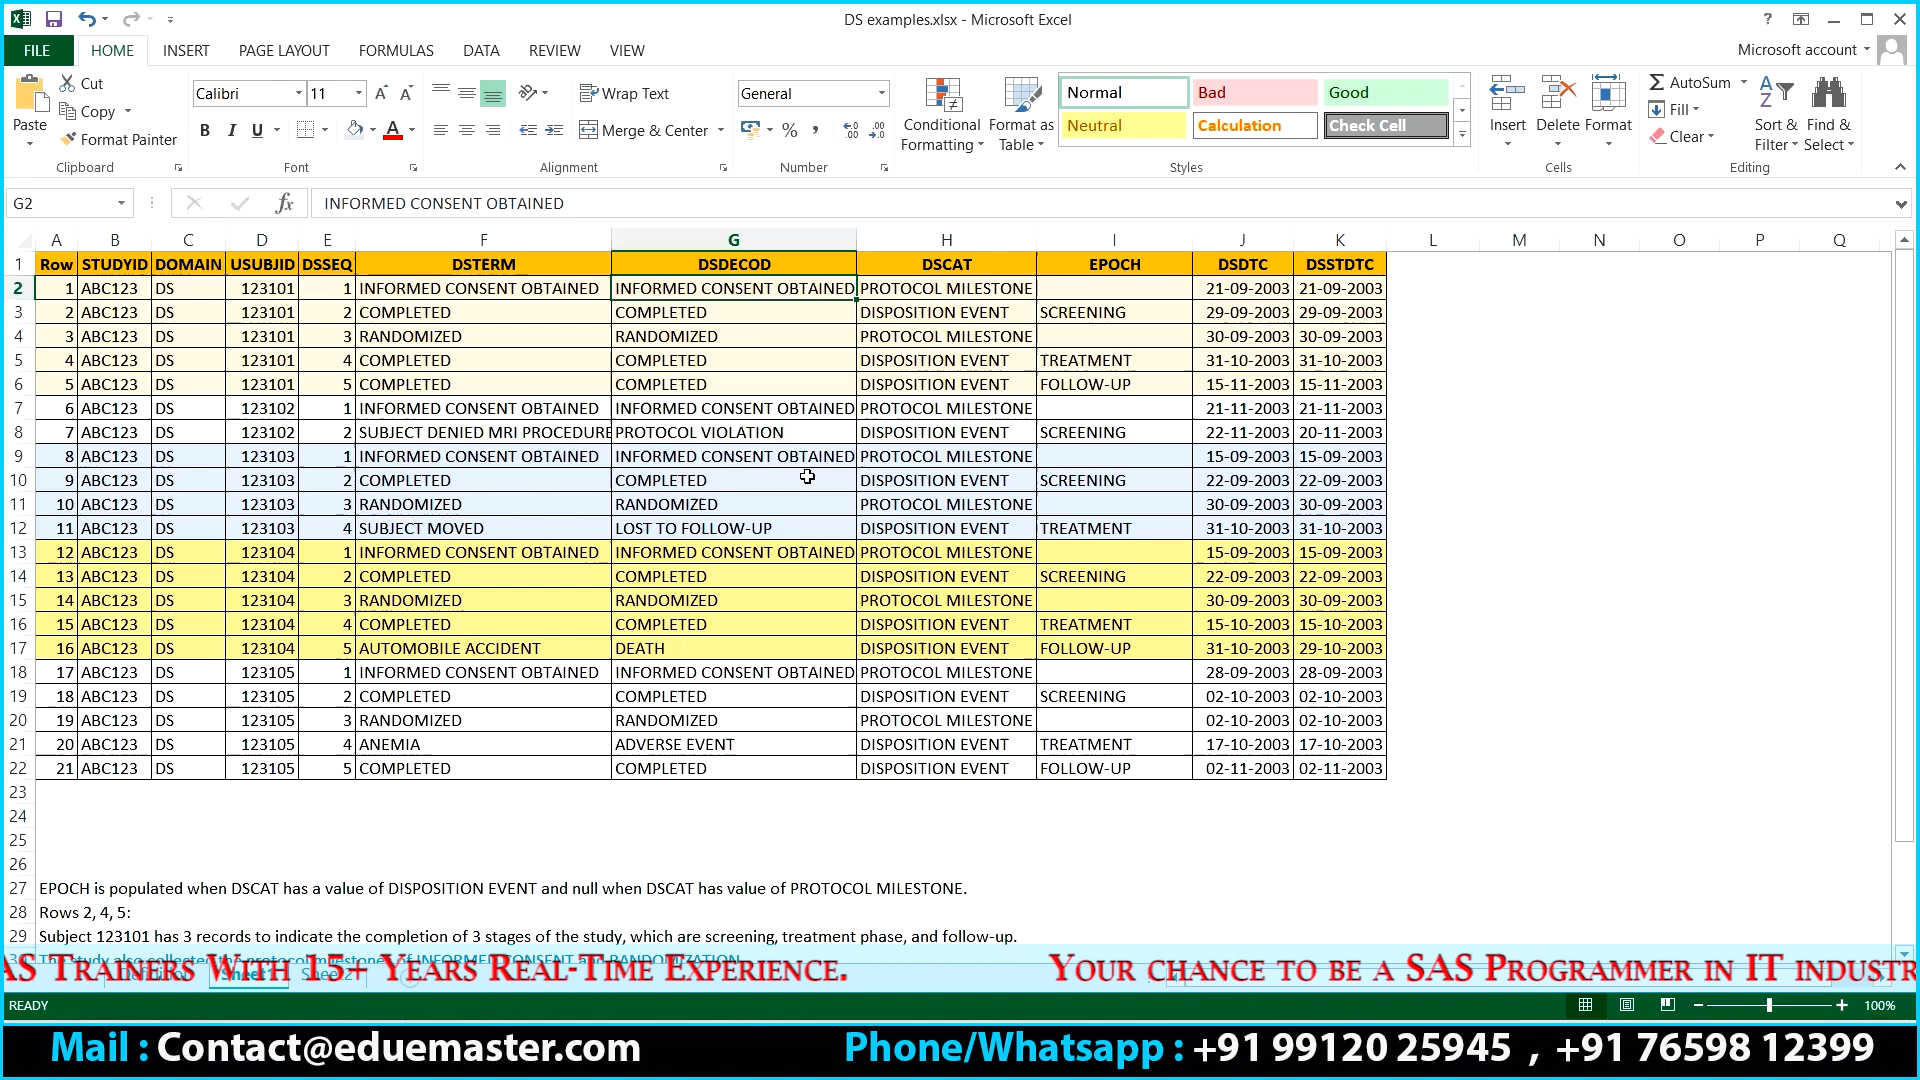 DS examples.xlsx - Microsoft Excel
FILE HOME INSERT PAGE LAYOUT FORMULAS DATA REVIEW VIEW Microsoft account
Paste Cut Copy Format Painter Clipboard
Calibri 11 B I U Font
Wrap Text Merge & Center Alignment
General % Number
Conditional Formatting Format as Table
Normal Bad Good
Neutral Calculation Check Cell
Styles
Insert Delete Format Cells
AutoSum Fill Clear Sort & Filter Find & Select Editing
G2 fx INFORMED CONSENT OBTAINED
A B C D E F G H I J K L M N O P Q
1 Row STUDYID DOMAIN USUBJID DSSEQ DSTERM DSDECOD DSCAT EPOCH DSDTC DSSTDTC
2 1 ABC123 DS 123101 1 INFORMED CONSENT OBTAINED INFORMED CONSENT OBTAINED PROTOCOL MILESTONE 21-09-2003 21-09-2003
3 2 ABC123 DS 123101 2 COMPLETED COMPLETED DISPOSITION EVENT SCREENING 29-09-2003 29-09-2003
4 3 ABC123 DS 123101 3 RANDOMIZED RANDOMIZED PROTOCOL MILESTONE 30-09-2003 30-09-2003
5 4 ABC123 DS 123101 4 COMPLETED COMPLETED DISPOSITION EVENT TREATMENT 31-10-2003 31-10-2003
6 5 ABC123 DS 123101 5 COMPLETED COMPLETED DISPOSITION EVENT FOLLOW-UP 15-11-2003 15-11-2003
7 6 ABC123 DS 123102 1 INFORMED CONSENT OBTAINED INFORMED CONSENT OBTAINED PROTOCOL MILESTONE 21-11-2003 21-11-2003
8 7 ABC123 DS 123102 2 SUBJECT DENIED MRI PROCEDURE PROTOCOL VIOLATION DISPOSITION EVENT SCREENING 22-11-2003 20-11-2003
9 8 ABC123 DS 123103 1 INFORMED CONSENT OBTAINED INFORMED CONSENT OBTAINED PROTOCOL MILESTONE 15-09-2003 15-09-2003
10 9 ABC123 DS 123103 2 COMPLETED COMPLETED DISPOSITION EVENT SCREENING 22-09-2003 22-09-2003
11 10 ABC123 DS 123103 3 RANDOMIZED RANDOMIZED PROTOCOL MILESTONE 30-09-2003 30-09-2003
12 11 ABC123 DS 123103 4 SUBJECT MOVED LOST TO FOLLOW-UP DISPOSITION EVENT TREATMENT 31-10-2003 31-10-2003
13 12 ABC123 DS 123104 1 INFORMED CONSENT OBTAINED INFORMED CONSENT OBTAINED PROTOCOL MILESTONE 15-09-2003 15-09-2003
14 13 ABC123 DS 123104 2 COMPLETED COMPLETED DISPOSITION EVENT SCREENING 22-09-2003 22-09-2003
15 14 ABC123 DS 123104 3 RANDOMIZED RANDOMIZED PROTOCOL MILESTONE 30-09-2003 30-09-2003
16 15 ABC123 DS 123104 4 COMPLETED COMPLETED DISPOSITION EVENT TREATMENT 15-10-2003 15-10-2003
17 16 ABC123 DS 123104 5 AUTOMOBILE ACCIDENT DEATH DISPOSITION EVENT FOLLOW-UP 31-10-2003 29-10-2003
18 17 ABC123 DS 123105 1 INFORMED CONSENT OBTAINED INFORMED CONSENT OBTAINED PROTOCOL MILESTONE 28-09-2003 28-09-2003
19 18 ABC123 DS 123105 2 COMPLETED COMPLETED DISPOSITION EVENT SCREENING 02-10-2003 02-10-2003
20 19 ABC123 DS 123105 3 RANDOMIZED RANDOMIZED PROTOCOL MILESTONE 02-10-2003 02-10-2003
21 20 ABC123 DS 123105 4 ANEMIA ADVERSE EVENT DISPOSITION EVENT TREATMENT 17-10-2003 17-10-2003
22 21 ABC123 DS 123105 5 COMPLETED COMPLETED DISPOSITION EVENT FOLLOW-UP 02-11-2003 02-11-2003
23
24
25
26
27 EPOCH is populated when DSCAT has a value of DISPOSITION EVENT and null when DSCAT has value of PROTOCOL MILESTONE.
28 Rows 2, 4, 5:
29 Subject 123101 has 3 records to indicate the completion of 3 stages of the study, which are screening, treatment phase, and follow-up.
AS TRAINERS WITH 15+ YEARS REAL-TIME EXPERIENCE. YOUR CHANCE TO BE A SAS PROGRAMMER IN IT INDUSTR
READY 100%
Mail : Contact@eduemaster.com Phone/Whatsapp : +91 99120 25945 , +91 76598 12399